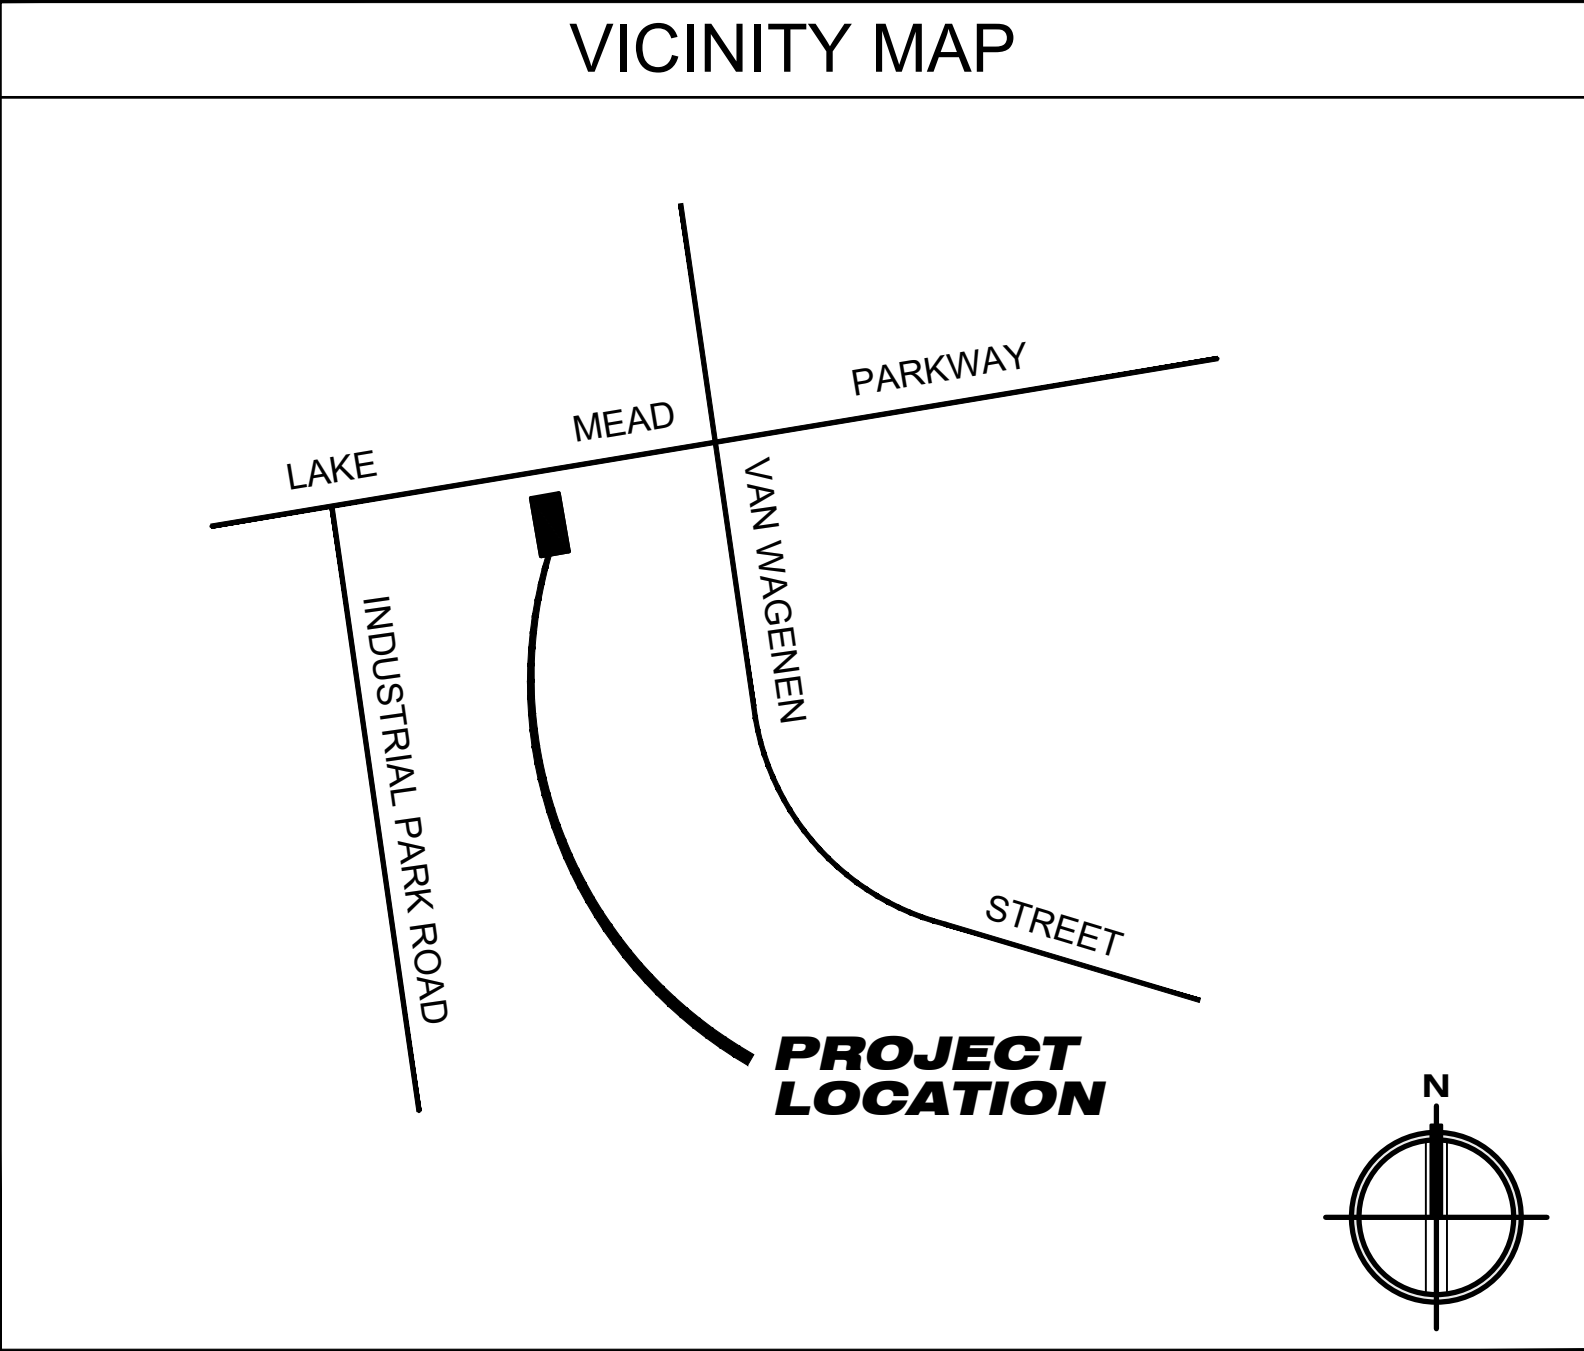 VICINITY MAP
LAKE MEAD PARKWAY
VAN WAGENEN STREET
INDUSTRIAL PARK ROAD
PROJECT
LOCATION
N